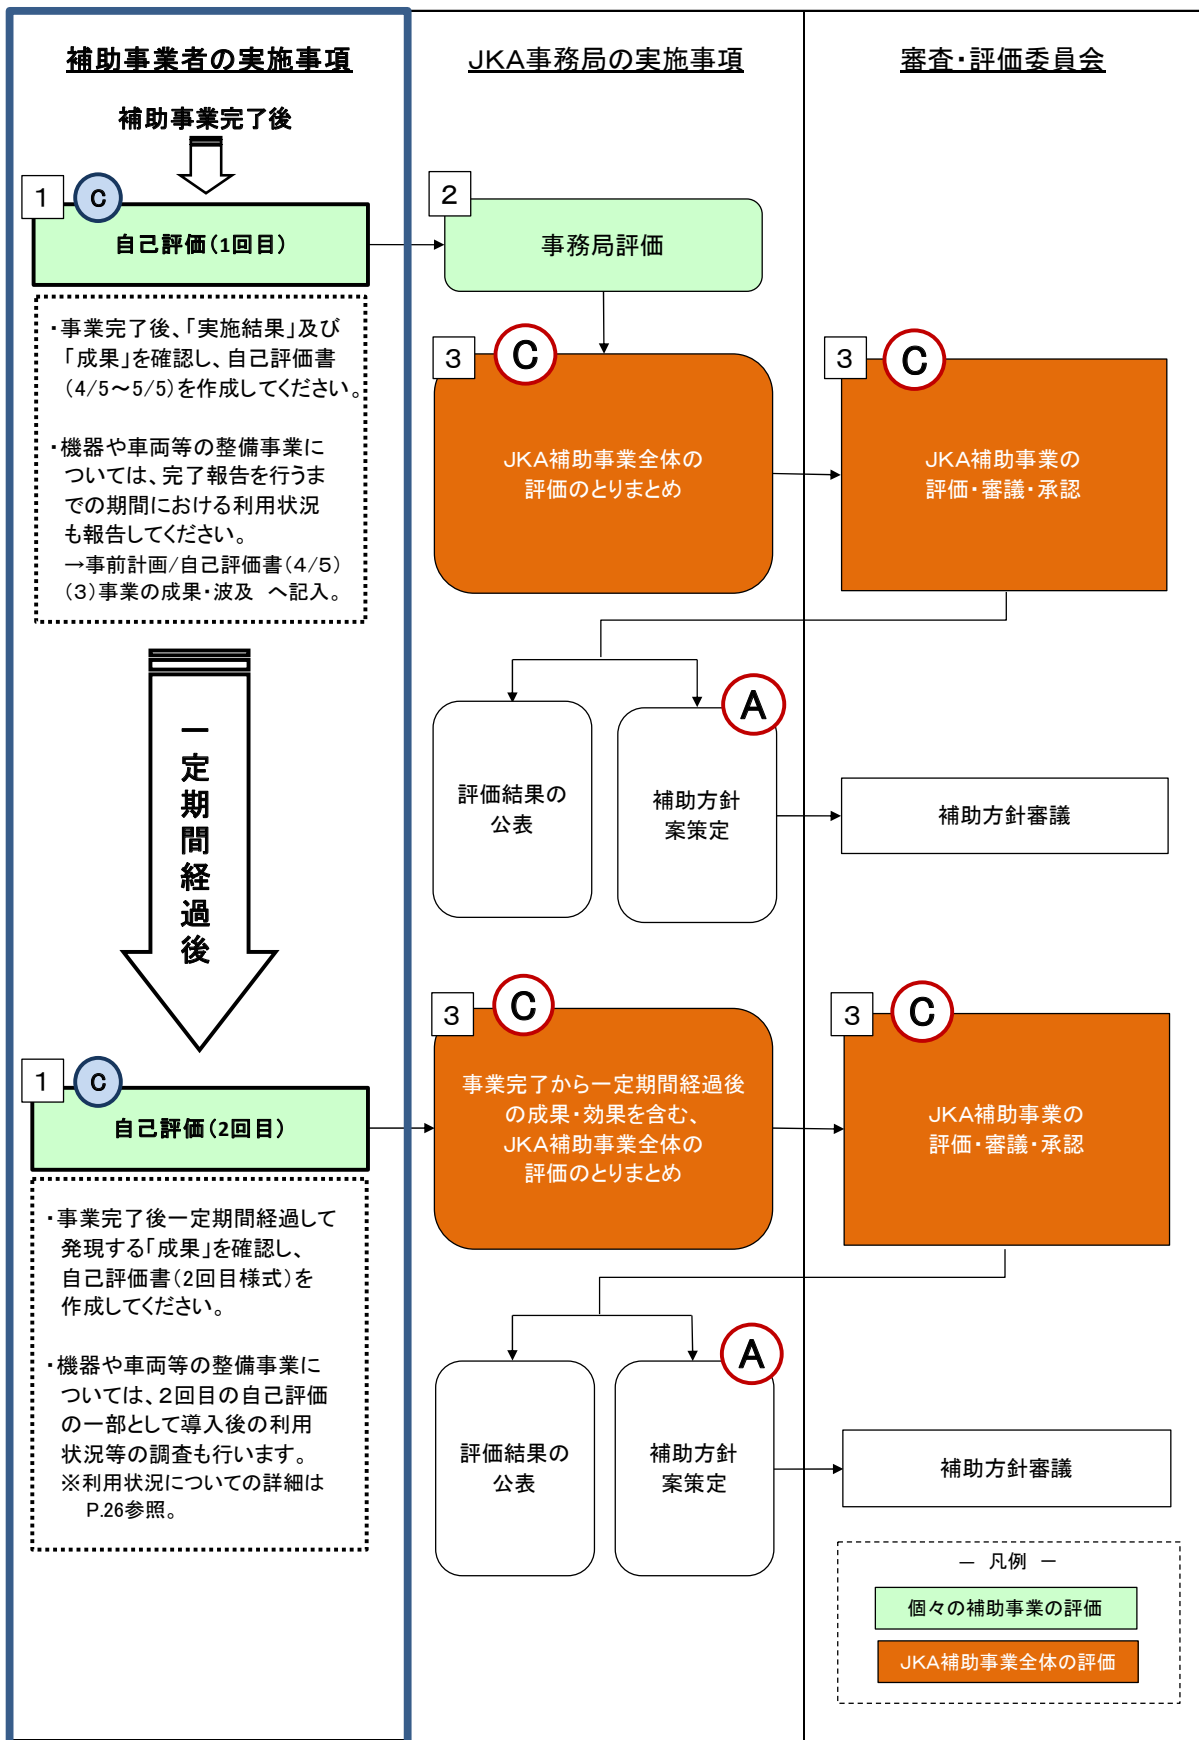 補助事業者の実施事項
JKA事務局の実施事項
審査・評価委員会
補助事業完了後
1
C
自己評価(1回目)
2
事務局評価
・事業完了後、「実施結果」及び
「成果」を確認し、自己評価書
(4/5～5/5)を作成してください。
・機器や車両等の整備事業に
ついては、完了報告を行うま
での期間における利用状況
も報告してください。
→事前計画/自己評価書(4/5)
(3)事業の成果・波及 へ記入。
3
C
JKA補助事業全体の
評価のとりまとめ
3
C
JKA補助事業の
評価・審議・承認
一定期間経過後
評価結果の
公表
A
補助方針
案策定
補助方針審議
1
C
自己評価(2回目)
3
C
事業完了から一定期間経過後
の成果・効果を含む、
JKA補助事業全体の
評価のとりまとめ
3
C
JKA補助事業の
評価・審議・承認
・事業完了後一定期間経過して
発現する「成果」を確認し、
自己評価書(2回目様式)を
作成してください。
・機器や車両等の整備事業に
ついては、2回目の自己評価
の一部として導入後の利用
状況等の調査も行います。
※利用状況についての詳細は
P.26参照。
評価結果の
公表
A
補助方針
案策定
補助方針審議
― 凡例 ―
個々の補助事業の評価
JKA補助事業全体の評価